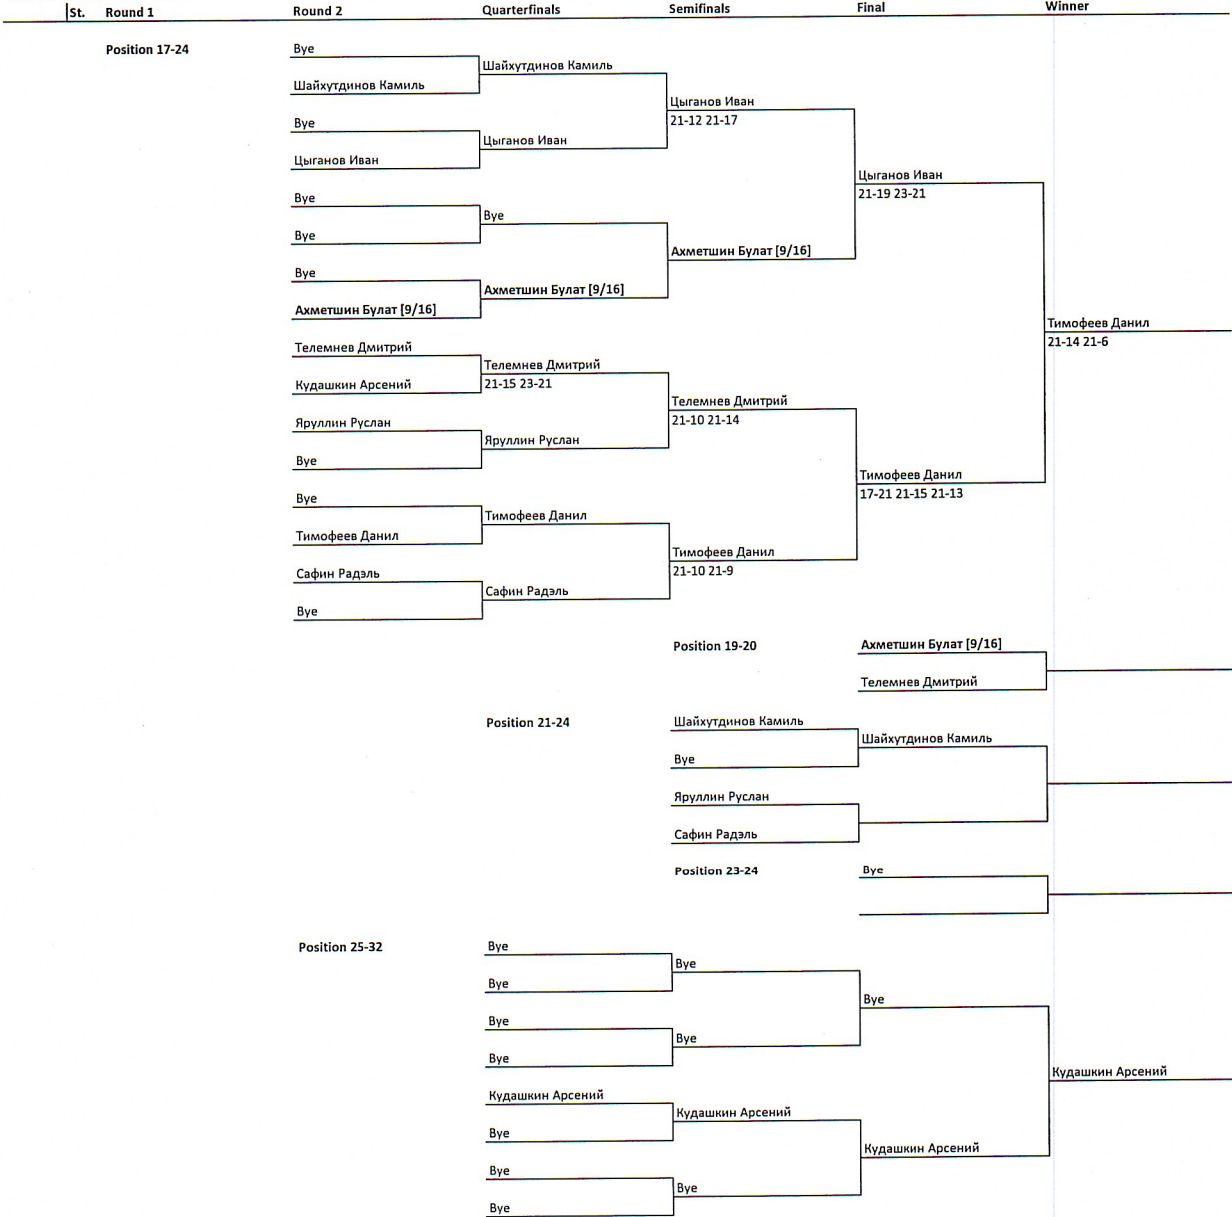 St. Round 1 Round 2 Quarterfinals Semifinals Final Winner
Position 17-24
Bye
Шайхутдинов Камиль
Шайхутдинов Камиль
Цыганов Иван
21-12 21-17
Bye
Цыганов Иван
Цыганов Иван
Цыганов Иван
21-19 23-21
Bye
Bye
Bye
Ахметшин Булат [9/16]
Bye
Ахметшин Булат [9/16]
Ахметшин Булат [9/16]
Тимофеев Данил
21-14 21-6
Телемнев Дмитрий
Телемнев Дмитрий
Кудашкин Арсений
21-15 23-21
Телемнев Дмитрий
21-10 21-14
Яруллин Руслан
Яруллин Руслан
Bye
Тимофеев Данил
17-21 21-15 21-13
Bye
Тимофеев Данил
Тимофеев Данил
Тимофеев Данил
21-10 21-9
Сафин Радэль
Сафин Радэль
Bye
Position 19-20
Ахметшин Булат [9/16]
Телемнев Дмитрий
Position 21-24
Шайхутдинов Камиль
Шайхутдинов Камиль
Bye
Яруллин Руслан
Сафин Радэль
Position 23-24
Bye
Position 25-32
Bye
Bye
Bye
Bye
Bye
Bye
Bye
Кудашкин Арсений
Кудашкин Арсений
Кудашкин Арсений
Bye
Кудашкин Арсений
Bye
Bye
Bye